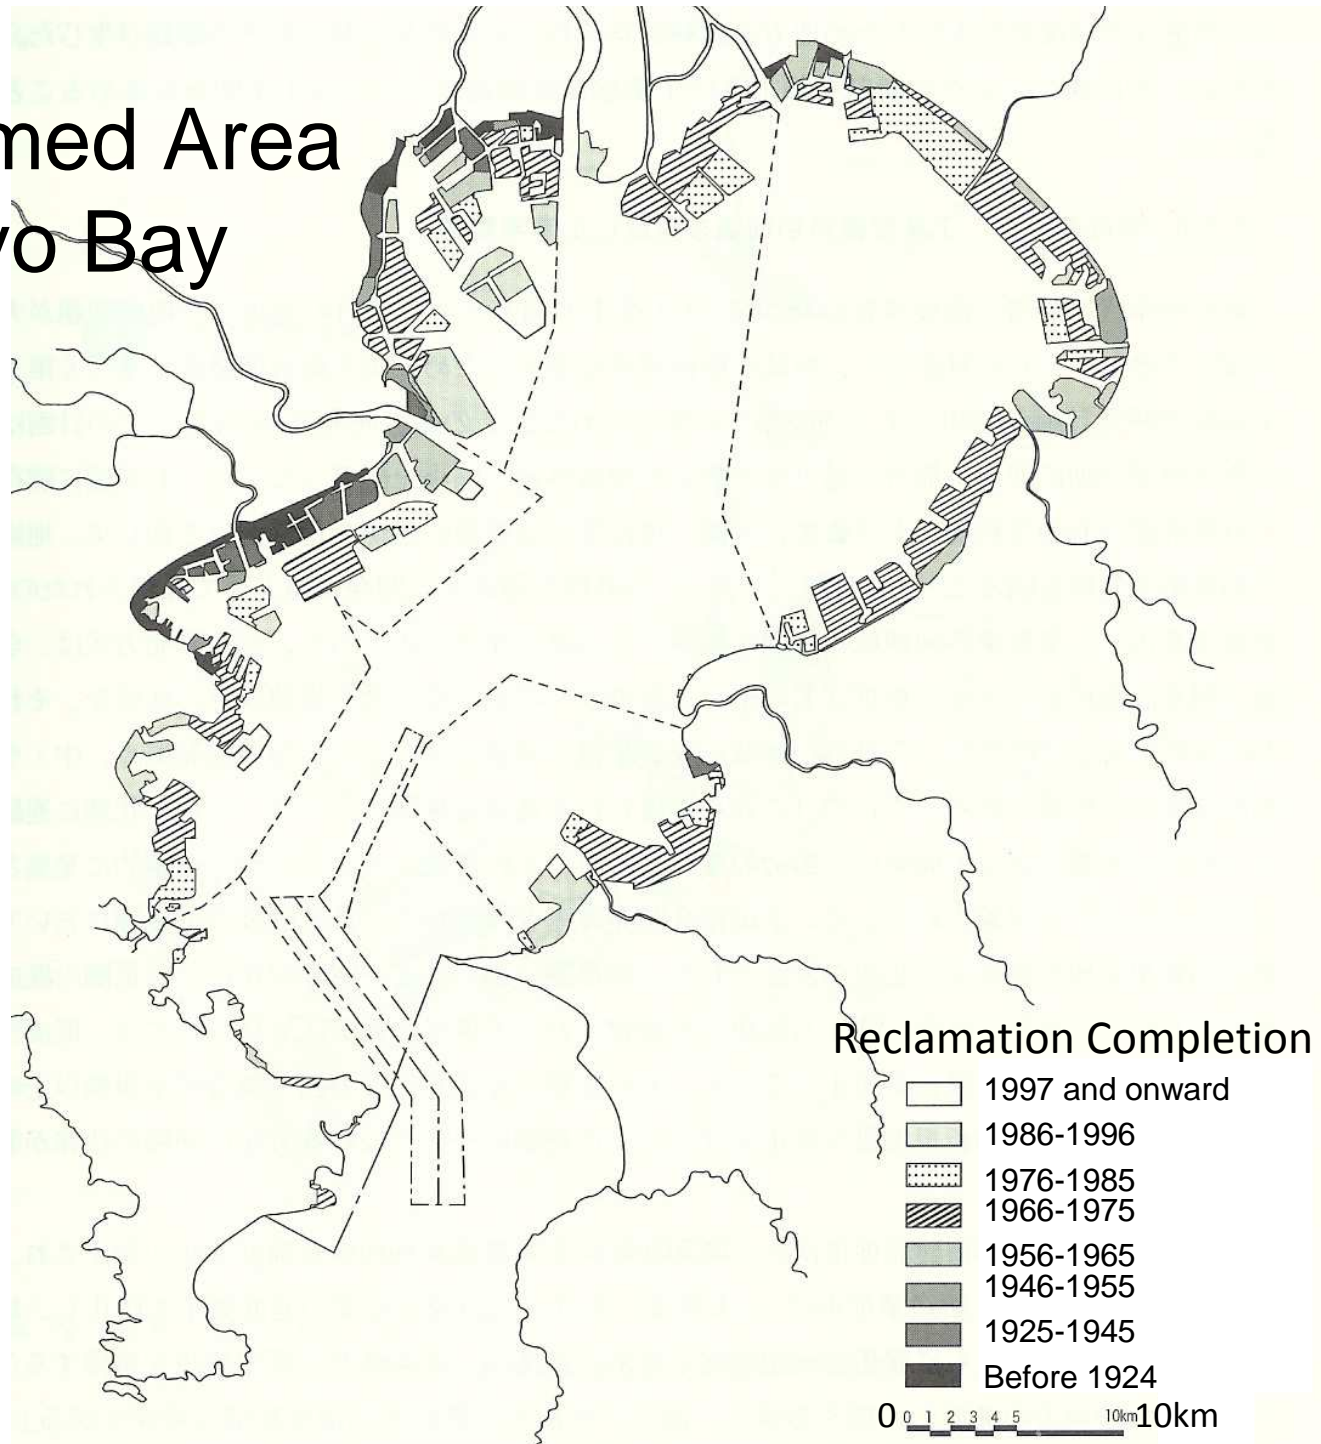 med Area
yo Bay
Reclamation Completion
1997 and onward
1986-1996
1976-1985
1966-1975
1956-1965
1946-1955
1925-1945
Before 1924
0 0 1 2 3 4 5 10km 10km